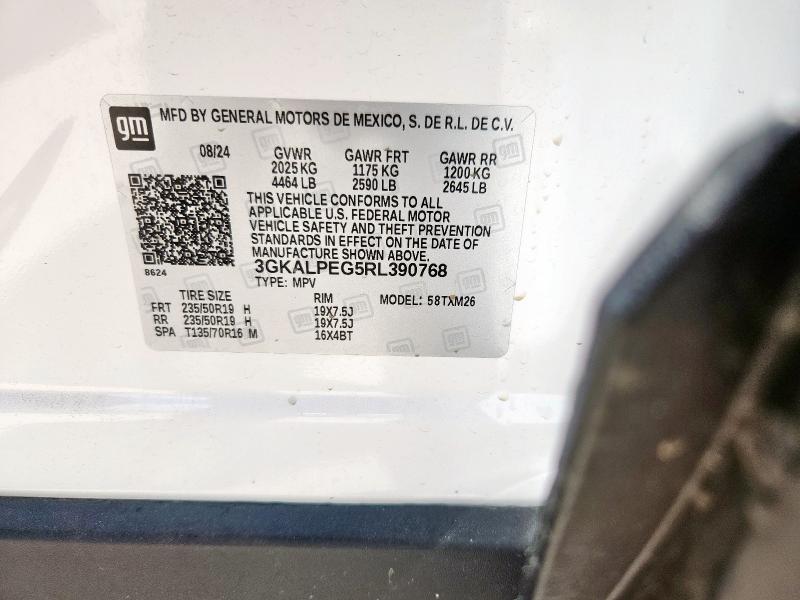 gm
MFD BY GENERAL MOTORS DE MEXICO, S. DE R.L. DE C.V.
08/24 GVWR GAWR FRT GAWR RR
2025 KG 1175 KG 1200 KG
4464 LB 2590 LB 2645 LB
THIS VEHICLE CONFORMS TO ALL
APPLICABLE U.S. FEDERAL MOTOR
VEHICLE SAFETY AND THEFT PREVENTION
STANDARDS IN EFFECT ON THE DATE OF
MANUFACTURE SHOWN ABOVE.
8624
3GKALPEG5RL390768
TYPE: MPV
TIRE SIZE RIM MODEL: 58TXM26
FRT 235/50R19 H 19X7.5J
RR 235/50R19 H 19X7.5J
SPA T135/70R16 M 16X4BT